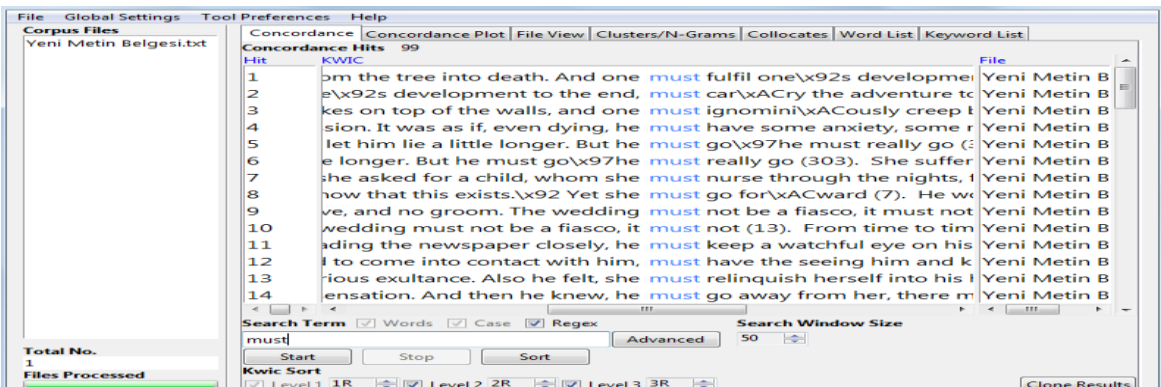 File Global Settings Tool Preferences Help
Corpus Files
Yeni Metin Belgesi.txt
Concordance Concordance Plot File View Clusters/N-Grams Collocates Word List Keyword List
Concordance Hits 99
Hit KWIC File
1 om the tree into death. And one must fulfil one\x92s developmen Yeni Metin B
2 e\x92s development to the end, must car\xACry the adventure to Yeni Metin B
3 kes on top of the walls, and one must ignomini\xACously creep Yeni Metin B
4 sion. It was as if, even dying, he must have some anxiety, some Yeni Metin B
5 let him lie a little longer. But he must go\x97he must really go Yeni Metin B
6 e longer. But he must go\x97he must really go (303). She suffer Yeni Metin B
7 she asked for a child, whom she must nurse through the nights, Yeni Metin B
8 now that this exists.\x92 Yet she must go for\xACward (7). He Yeni Metin B
9 ve, and no groom. The wedding must not be a fiasco, it must not Yeni Metin B
10 wedding must not be a fiasco, it must not (13). From time to tim Yeni Metin B
11 ading the newspaper closely, he must keep a watchful eye on his Yeni Metin B
12 to come into contact with him, must have the seeing him and k Yeni Metin B
13 rious exultance. Also he felt, she must relinquish herself into his Yeni Metin B
14 ensation. And then he knew, he must go away from her, there m Yeni Metin B
Search Term Words Case Regex Search Window Size
must Advanced 50
Total No.
1
Start Stop Sort
Files Processed
Kwic Sort
Level 1 1R Level 2 2R Level 3 3R Clone Results